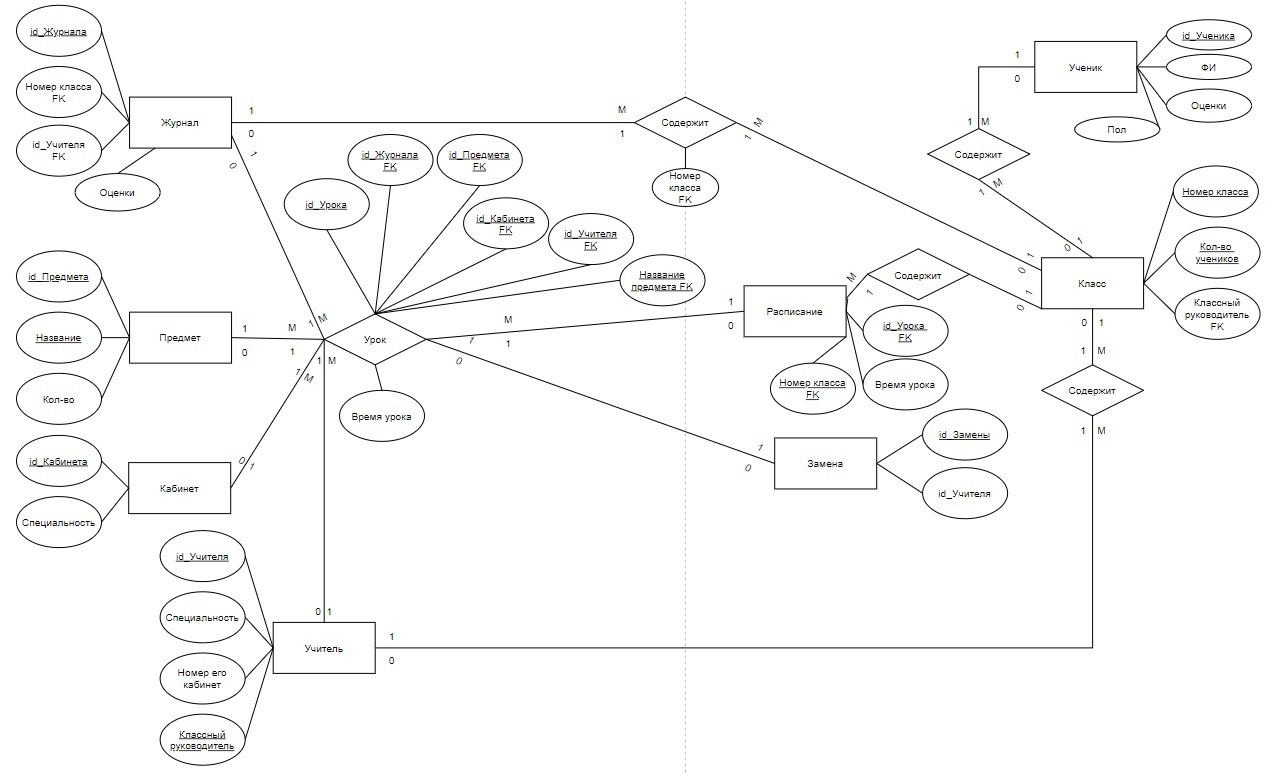 id_Журнала
Номер класса
FK
id_Учителя
FK
Оценки
Журнал
1
0
1
0
M
1
Содержит
M
1
Номер
класса
FK
1
0
Ученик
id_Ученика
ФИ
Оценки
Пол
1
M
Содержит
1
M
0
1
0
1
Класс
Номер класса
Кол-во
учеников
Классный
руководитель
FK
id_Урока
id_Журнала
FK
id_Предмета
FK
id_Кабинета
FK
id_Учителя
FK
Название
предмета FK
id_Предмета
Название
Кол-во
Предмет
1
0
M
1
1
M
Урок
1
M
1
M
Время урока
M
1
1
0
1
0
Расписание
M
1
Содержит
0
1
id_Урока
FK
Номер класса
FK
Время урока
0
1
1
M
Содержит
1
M
id_Кабинета
Специальность
Кабинет
0
1
1
0
Замена
id_Замены
id_Учителя
id_Учителя
Специальность
Номер его
кабинет
Классный
руководитель
0
1
Учитель
1
0